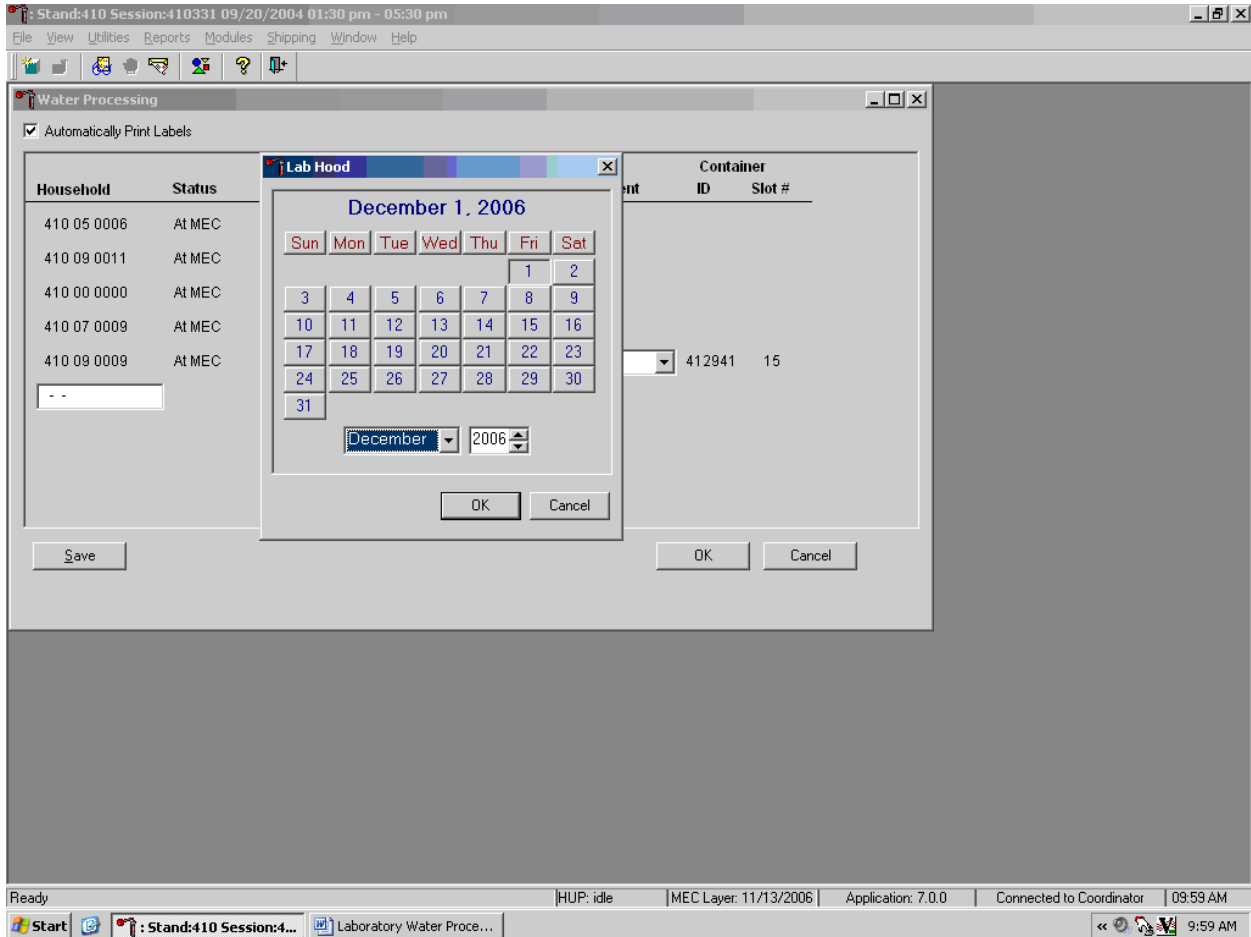 : Stand:410 Session:410331 09/20/2004 01:30 pm - 05:30 pm
File View Utilities Reports Modules Shipping Window Help
Water Processing
Automatically Print Labels
Container
Household Status ent ID Slot #
410 05 0006 At MEC
410 09 0011 At MEC
410 00 0000 At MEC
410 07 0009 At MEC
410 09 0009 At MEC 412941 15
- -
Save OK Cancel
Lab Hood
December 1, 2006
Sun Mon Tue Wed Thu Fri Sat
1 2
3 4 5 6 7 8 9
10 11 12 13 14 15 16
17 18 19 20 21 22 23
24 25 26 27 28 29 30
31
December 2006
OK Cancel
Ready HUP: idle MEC Layer: 11/13/2006 Application: 7.0.0 Connected to Coordinator 09:59 AM
Start : Stand:410 Session:4... Laboratory Water Proce... « 9:59 AM